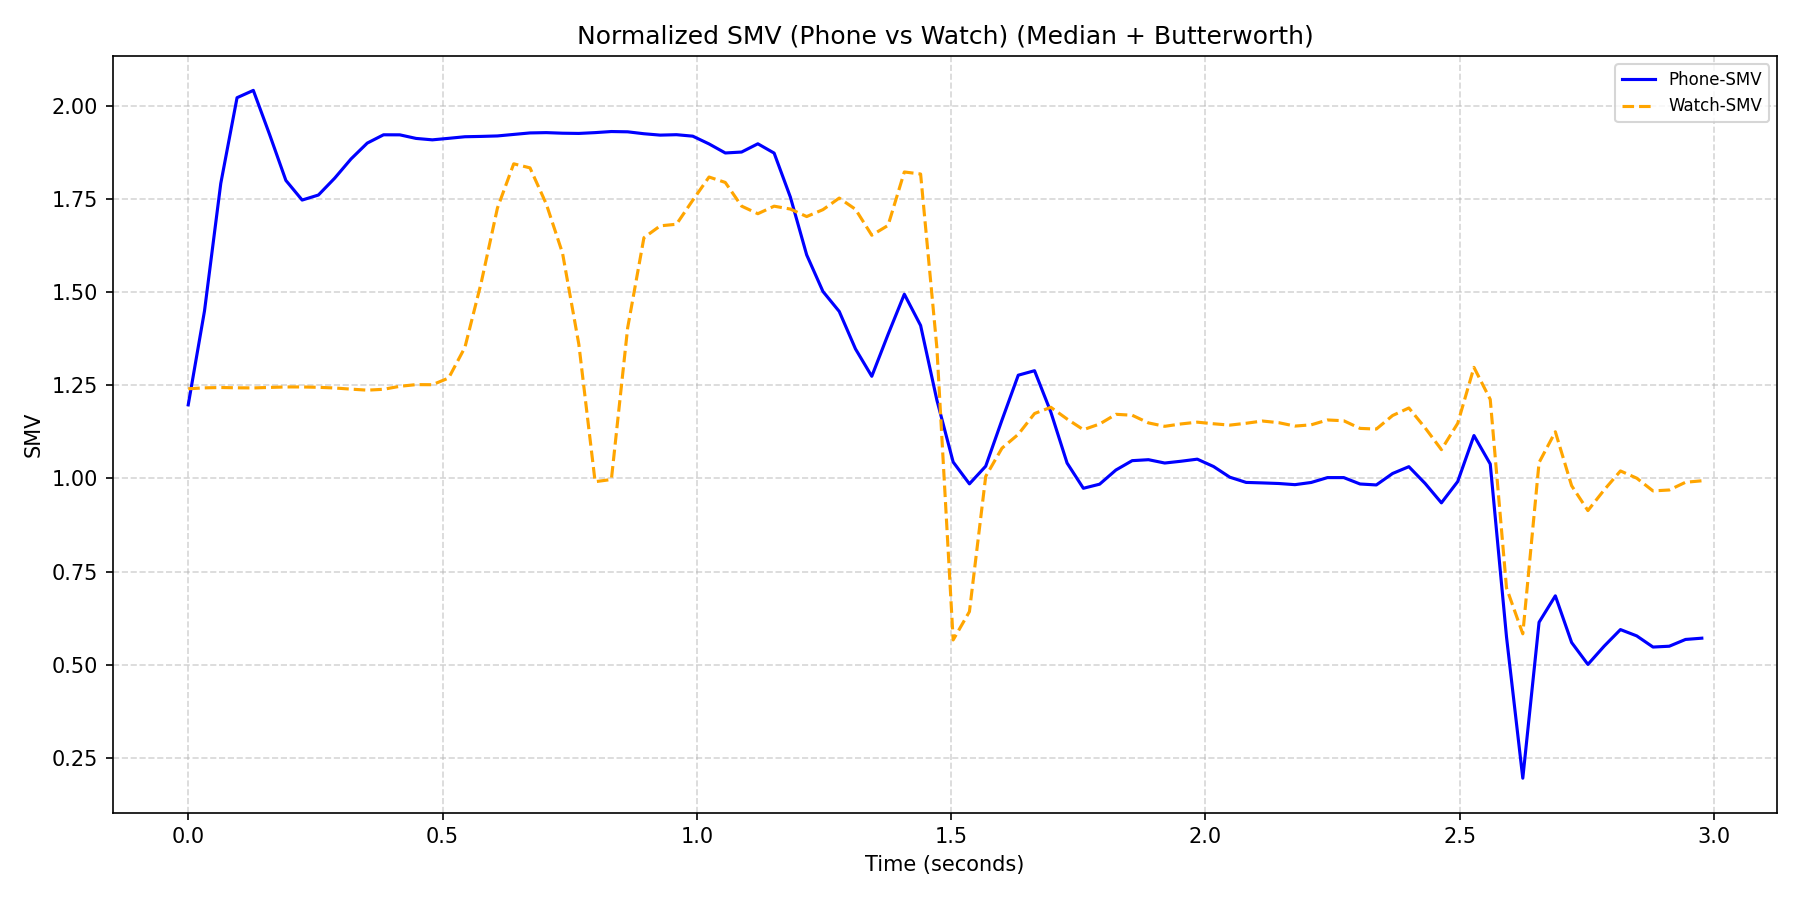 Normalized SMV (Phone vs Watch) (Median + Butterworth)
Phone-SMV
Watch-SMV
SMV
2.00
1.75
1.50
1.25
1.00
0.75
0.50
0.25
0.0 0.5 1.0 1.5 2.0 2.5 3.0
Time (seconds)